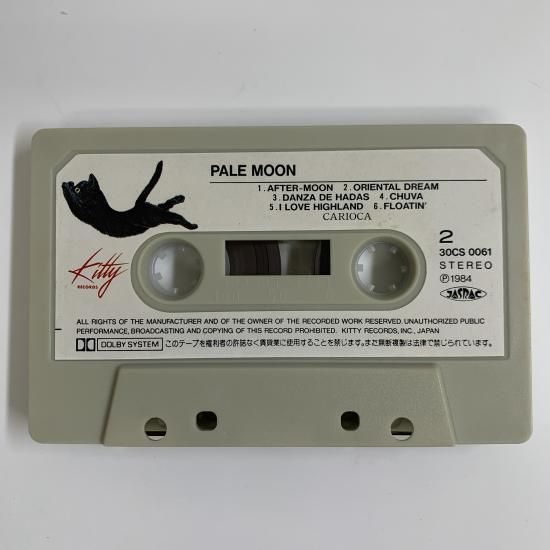 PALE MOON
1. AFTER-MOON 2. ORIENTAL DREAM
3. DANZA DE HADAS 4. CHUVA
5. I LOVE HIGHLAND 6. FLOATIN'
CARIOCA
Kitty
RECORDS
2
30CS 0061
STEREO
Ⓟ1984
JASRAC
ALL RIGHTS OF THE MANUFACTURER AND OF THE OWNER OF THE RECORDED WORK RESERVED. UNAUTHORIZED PUBLIC
PERFORMANCE, BROADCASTING AND COPYING OF THIS RECORD PROHIBITED. KITTY RECORDS, INC., JAPAN
DOLBY SYSTEM このテープを権利者の許諾なく賃貸業に使用することを禁じます。また無断複製は法律で禁じられています。